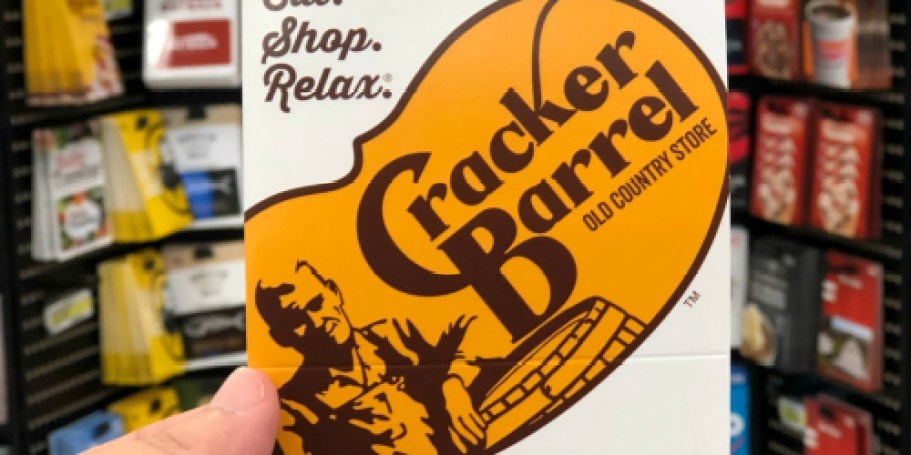 Shop.
Relax.®
Cracker
Barrel
OLD COUNTRY STORE
TM